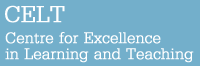 CELT
Centre for Excellence
in Learning and Teaching